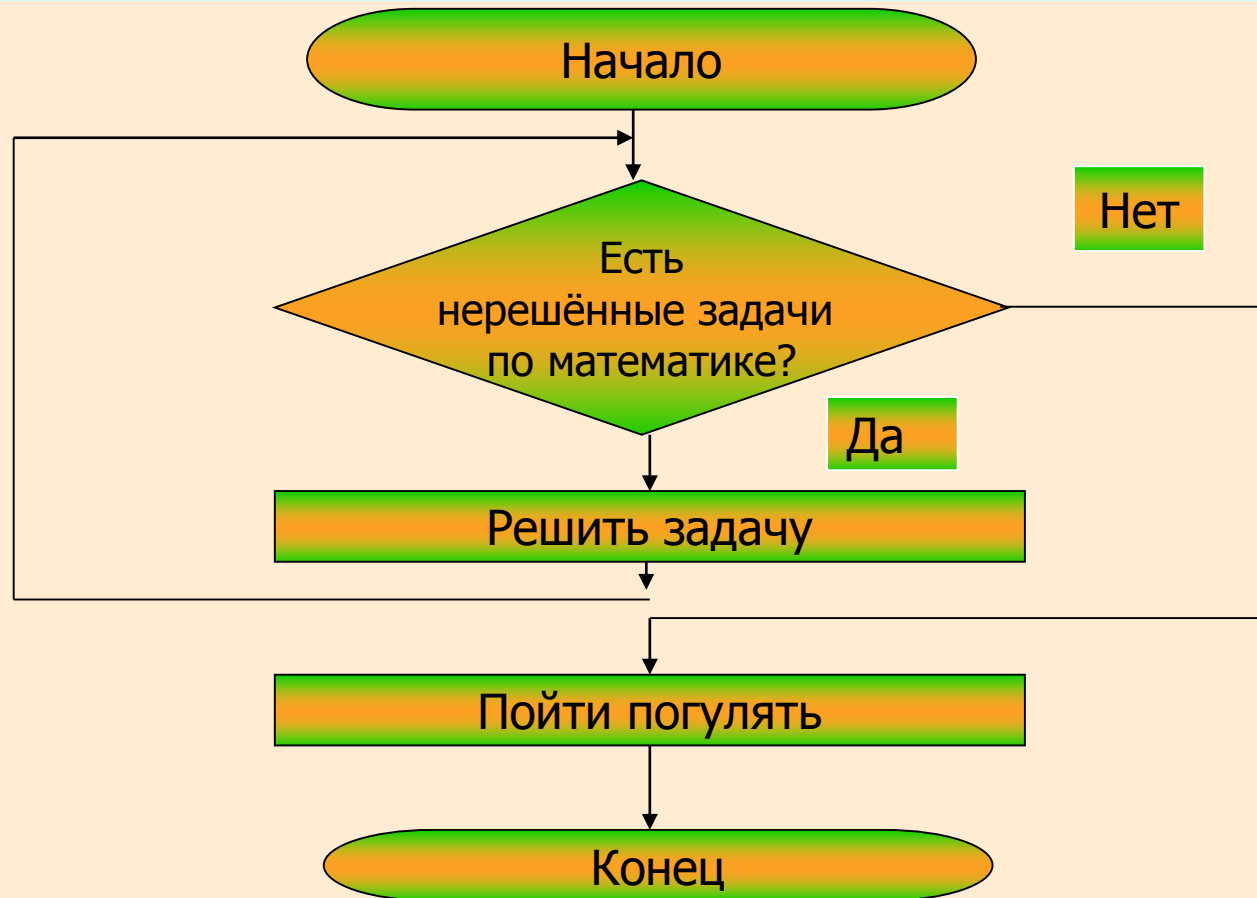 Начало
Нет
Есть
нерешённые задачи
по математике?
Да
Решить задачу
Пойти погулять
Конец